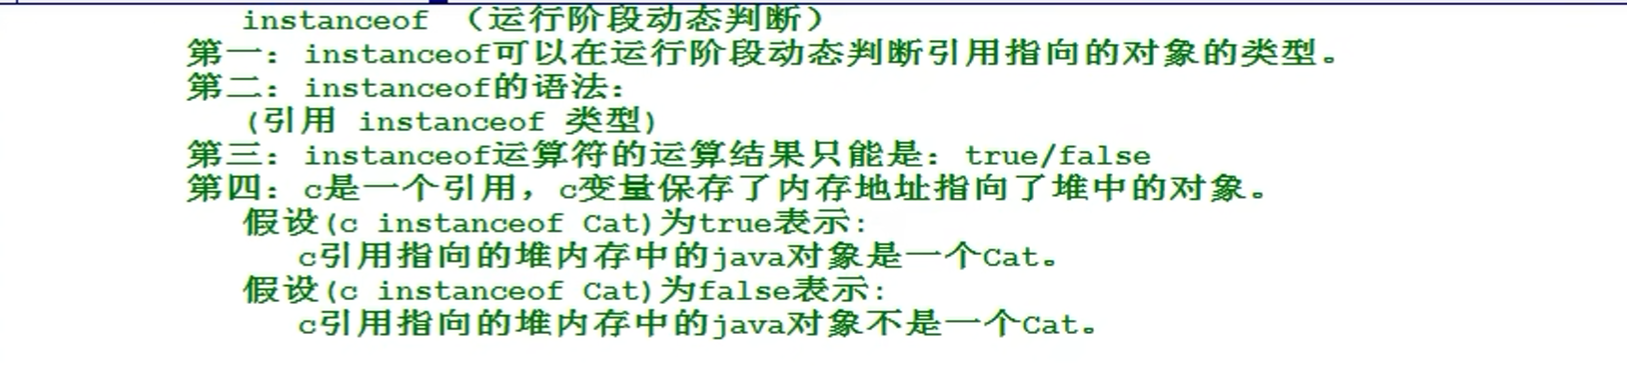 instanceof （运行阶段动态判断）
第一：instanceof可以在运行阶段动态判断引用指向的对象的类型。
第二：instanceof的语法：
(引用 instanceof 类型)
第三：instanceof运算符的运算结果只能是：true/false
第四：c是一个引用，c变量保存了内存地址指向了堆中的对象。
假设(c instanceof Cat)为true表示：
c引用指向的堆内存中的java对象是一个Cat。
假设(c instanceof Cat)为false表示：
c引用指向的堆内存中的java对象不是一个Cat。